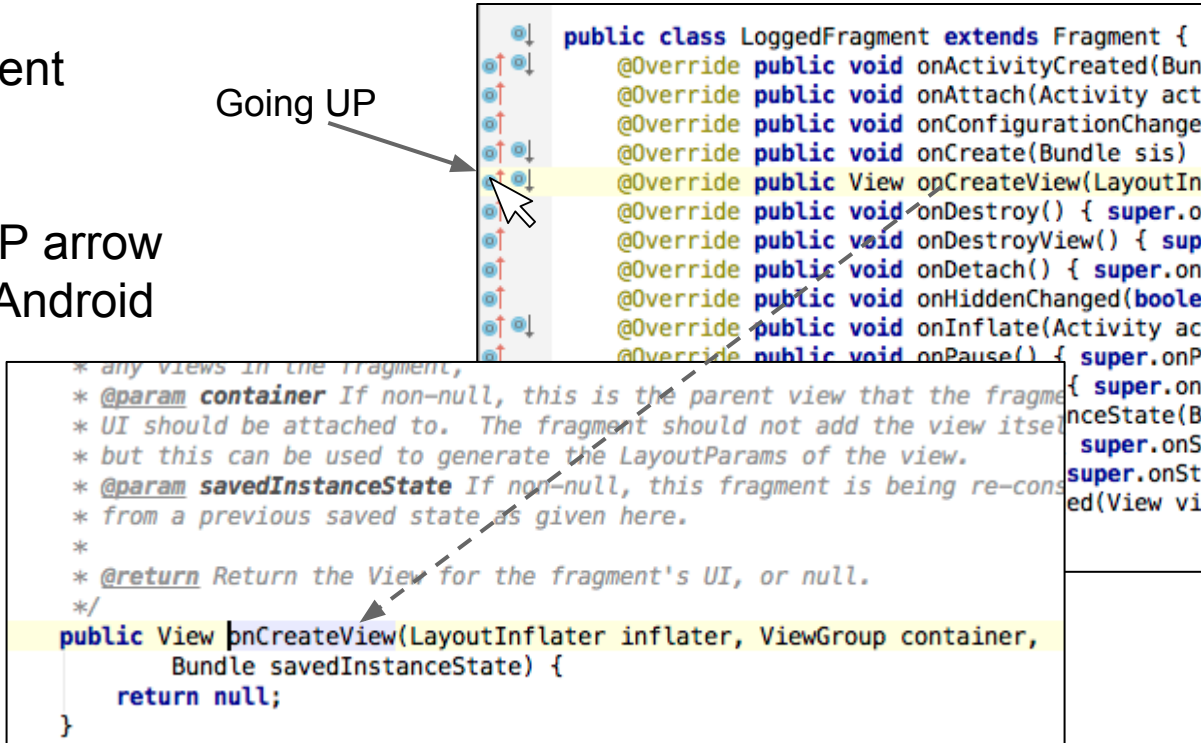 ent
Going UP
P arrow
Android
public class LoggedFragment extends Fragment {
@Override public void onActivityCreated(Bun
@Override public void onAttach(Activity act
@Override public void onConfigurationChange
@Override public void onCreate(Bundle sis)
@Override public View onCreateView(LayoutIn
@Override public void onDestroy() { super.o
@Override public void onDestroyView() { sup
@Override public void onDetach() { super.on
@Override public void onHiddenChanged(boole
@Override public void onInflate(Activity ac
@Override public void onPause() { super.onP
{ super.on
nceState(B
super.onS
super.onSt
ed(View vi
* any views in the fragment,
* @param container If non-null, this is the parent view that the fragme
* UI should be attached to. The fragment should not add the view itsel
* but this can be used to generate the LayoutParams of the view.
* @param savedInstanceState If non-null, this fragment is being re-cons
* from a previous saved state as given here.
*
* @return Return the View for the fragment's UI, or null.
*/
public View onCreateView(LayoutInflater inflater, ViewGroup container,
Bundle savedInstanceState) {
return null;
}